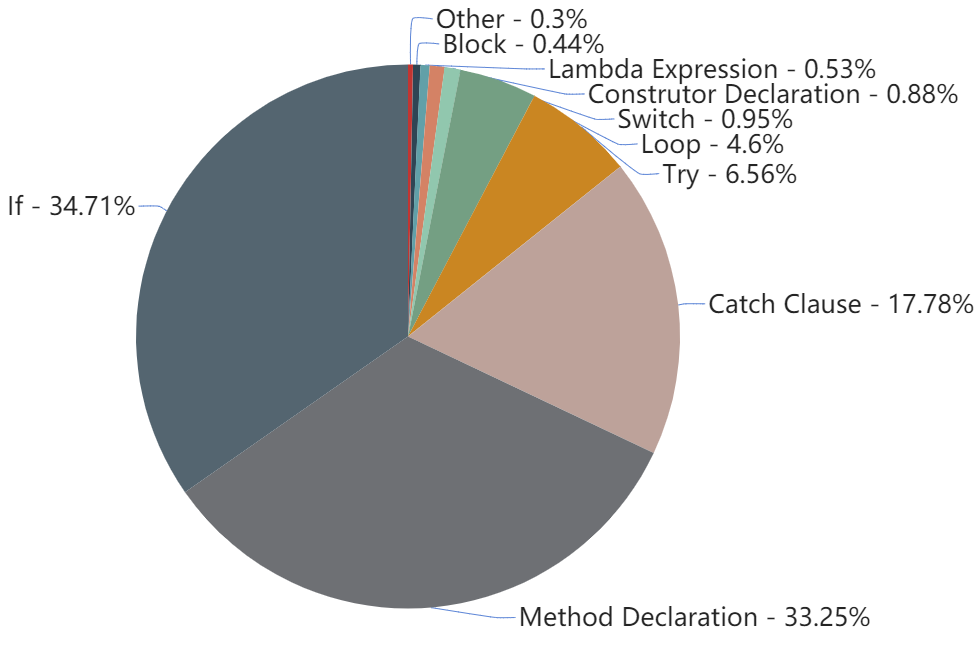 Other - 0.3%
Block - 0.44%
Lambda Expression - 0.53%
Construtor Declaration - 0.88%
Switch - 0.95%
Loop - 4.6%
Try - 6.56%
If - 34.71%
Catch Clause - 17.78%
Method Declaration - 33.25%